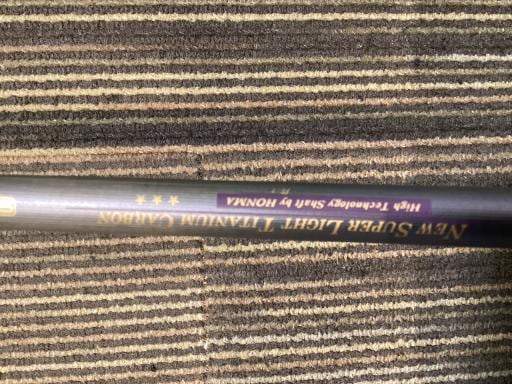 NEW SUPER LIGHT TITANIUM CARBON
High Technology Shaft by HONMA
★★★